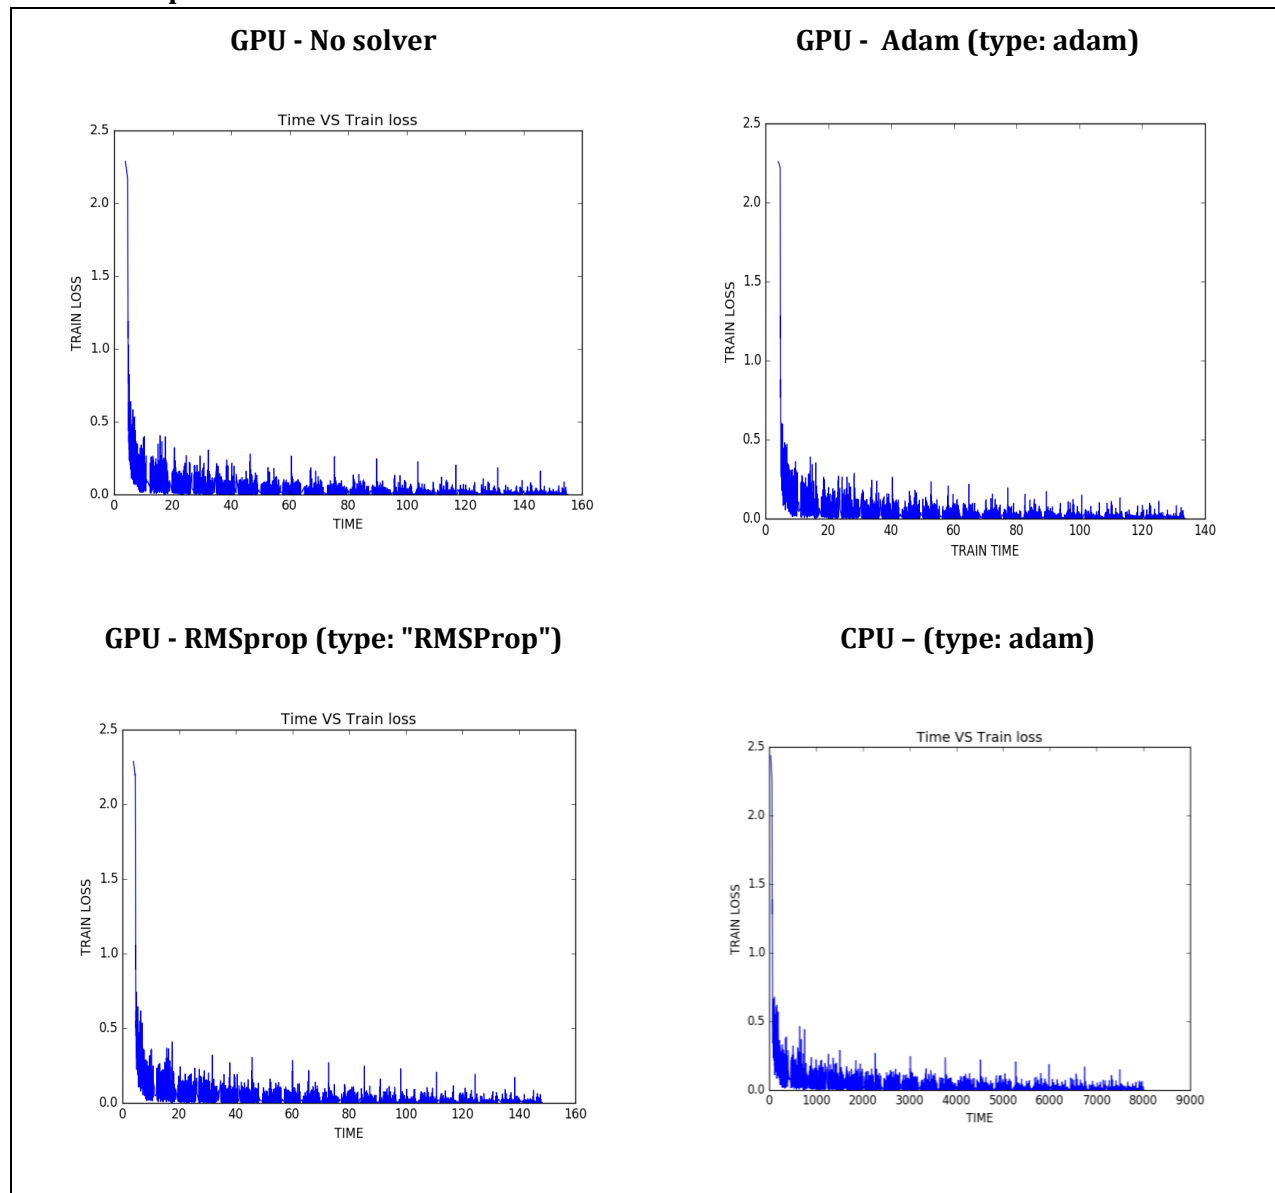 GPU - No solver
GPU - Adam (type: adam)
Time VS Train loss
2.5
2.0
1.5
1.0
0.5
0.0
TRAIN LOSS
0 20 40 60 80 100 120 140 160
TIME
2.5
2.0
1.5
1.0
0.5
0.0
TRAIN LOSS
0 20 40 60 80 100 120 140
TRAIN TIME
GPU - RMSprop (type: "RMSProp")
CPU – (type: adam)
Time VS Train loss
2.5
2.0
1.5
1.0
0.5
0.0
TRAIN LOSS
0 20 40 60 80 100 120 140 160
TIME
Time VS Train loss
2.5
2.0
1.5
1.0
0.5
0.0
TRAIN LOSS
0 1000 2000 3000 4000 5000 6000 7000 8000 9000
TIME